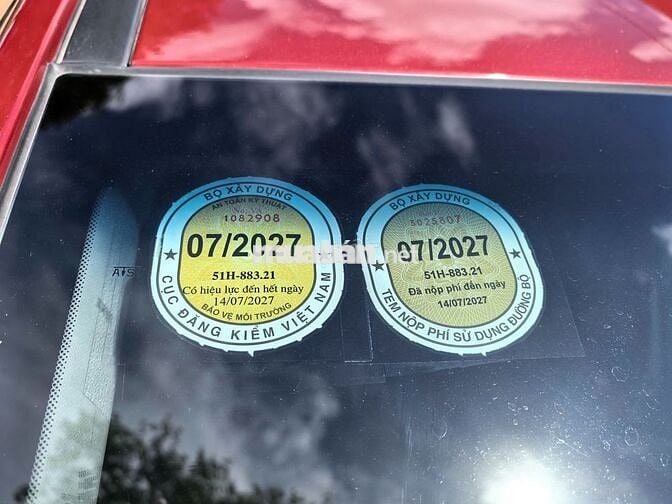 BỘ XÂY DỰNG
AN TOÀN KỸ THUẬT
1082908
07/2027
51H-883.21
Có hiệu lực đến hết ngày
14/07/2027
BẢO VỆ MÔI TRƯỜNG
CỤC ĐĂNG KIỂM VIỆT NAM
BỘ XÂY DỰNG
5025807
07/2027
51H-883.21
Đã nộp phí đến ngày
14/07/2027
TEM NỘP PHÍ SỬ DỤNG ĐƯỜNG BỘ